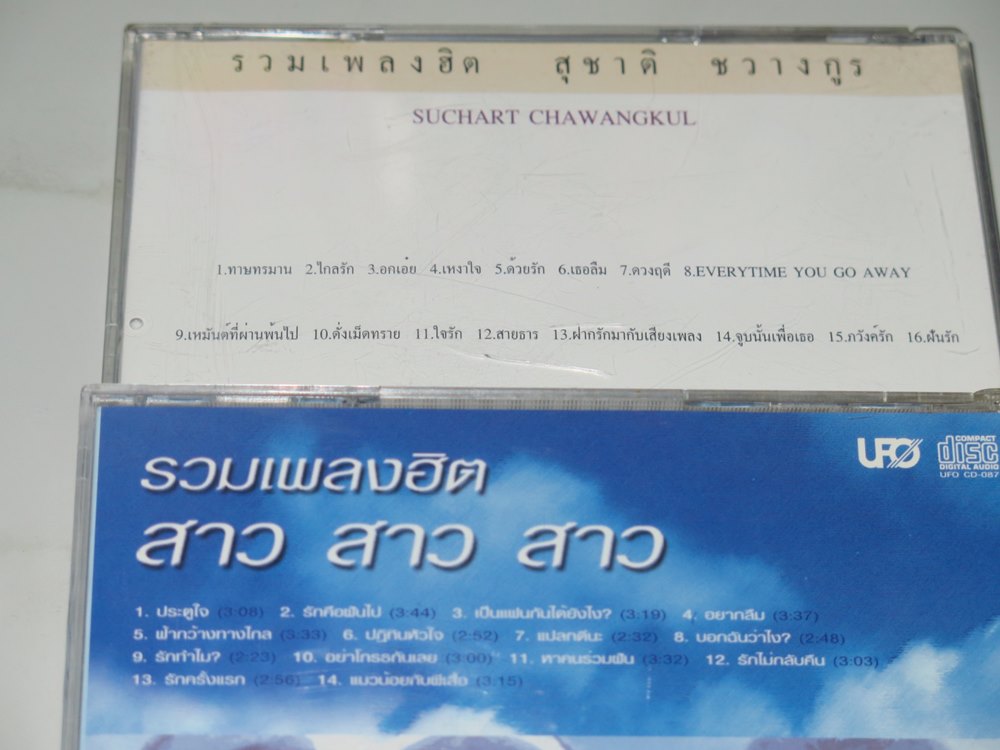 รวมเพลงฮิต สุชาติ ชวางกูร
SUCHART CHAWANGKUL
1.ทาษทรมาน 2.ไกลรัก 3.อกเอ๋ย 4.เหงาใจ 5.ด้วยรัก 6.เธอลืม 7.ดวงฤดี 8.EVERYTIME YOU GO AWAY
9.เหมันต์ที่ผ่านพ้นไป 10.ดั่งเม็ดทราย 11.ใจรัก 12.สายธาร 13.ฝากรักมากับเสียงเพลง 14.จูบนั้นเพื่อเธอ 15.ภวังค์รัก 16.ฝันรัก
รวมเพลงฮิต
สาว สาว สาว
UFO
COMPACT
disc
DIGITAL AUDIO
UFO CD-087
1. ประตูใจ (3:08) 2. รักคือฝันไป (3:44) 3. เป็นแฟนกันได้ยังไง? (3:19) 4. อยากลืม (3:37)
5. ฟ้ากว้างทางไกล (3:33) 6. ปฏิทินหัวใจ (2:52) 7. แปลกดีนะ (2:32) 8. บอกฉันว่าไง? (2:48)
9. รักทำไม? (2:23) 10. อย่าโกรธกันเลย (3:00) 11. หาคนร่วมฝัน (3:32) 12. รักไม่กลับคืน (3:03)
13. รักครั้งแรก (2:56) 14. แมวน้อยกับผีเสื้อ (3:15)